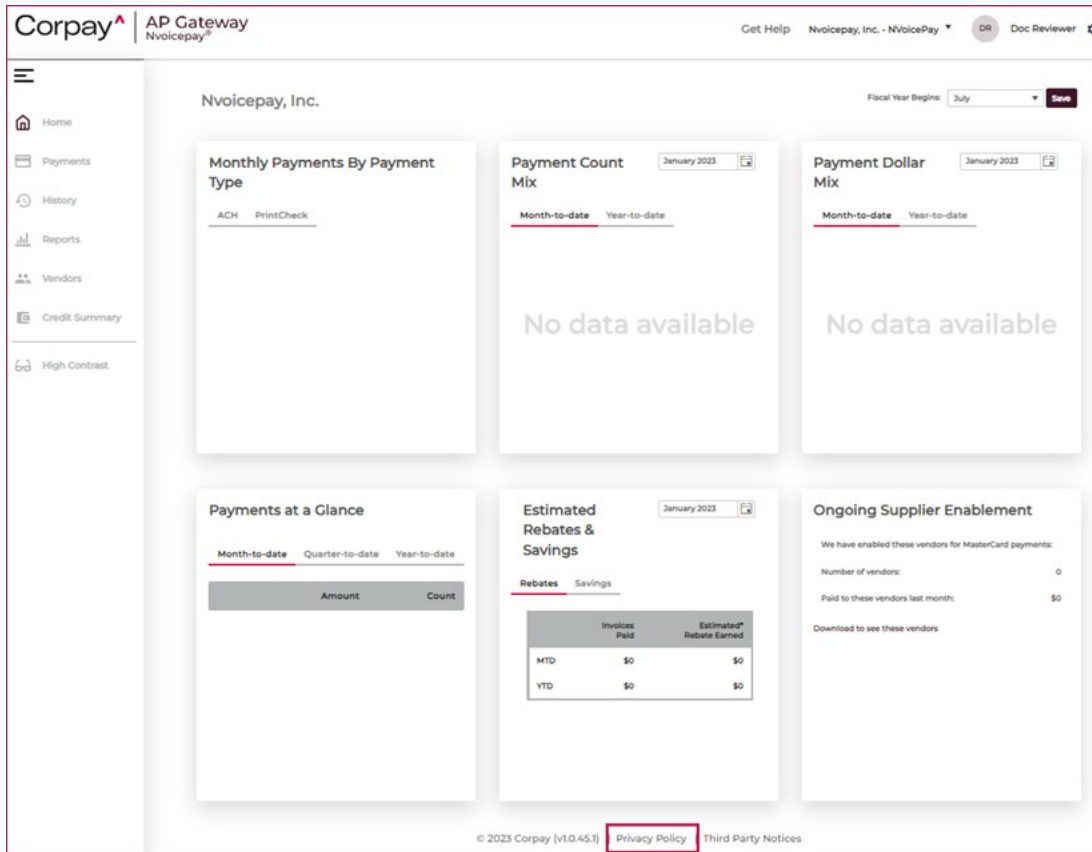 Corpay^ AP Gateway
Nvoicepay®
Get Help Nvoicepay, Inc. - NVoicePay DR Doc Reviewer
Home
Payments
History
Reports
Vendors
Credit Summary
High Contrast
Nvoicepay, Inc.
Fiscal Year Begins: July Save
Monthly Payments By Payment
Type
ACH PrintCheck
Payment Count
Mix
January 2023
Month-to-date Year-to-date
No data available
Payment Dollar
Mix
January 2023
Month-to-date Year-to-date
No data available
Payments at a Glance
Month-to-date Quarter-to-date Year-to-date
Amount Count
Estimated
Rebates &
Savings
January 2023
Rebates Savings
Invoices
Paid
Estimated*
Rebate Earned
MTD $0 $0
YTD $0 $0
Ongoing Supplier Enablement
We have enabled these vendors for MasterCard payments:
Number of vendors: 0
Paid to these vendors last month: $0
Download to see these vendors
© 2023 Corpay (v1.0.45.1) | Privacy Policy | Third Party Notices